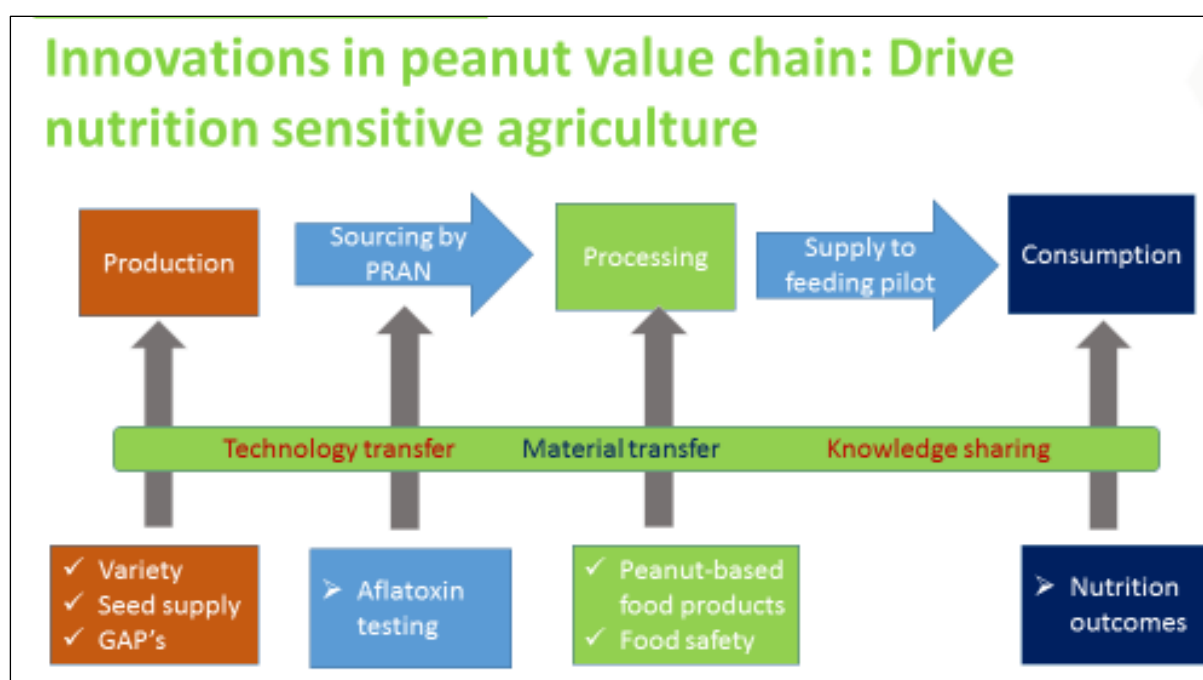 Innovations in peanut value chain: Drive
nutrition sensitive agriculture
Production
Sourcing by
PRAN
Processing
Supply to
feeding pilot
Consumption
Technology transfer
Material transfer
Knowledge sharing
✓ Variety
✓ Seed supply
✓ GAP's
➢ Aflatoxin
testing
✓ Peanut-based
food products
✓ Food safety
➢ Nutrition
outcomes